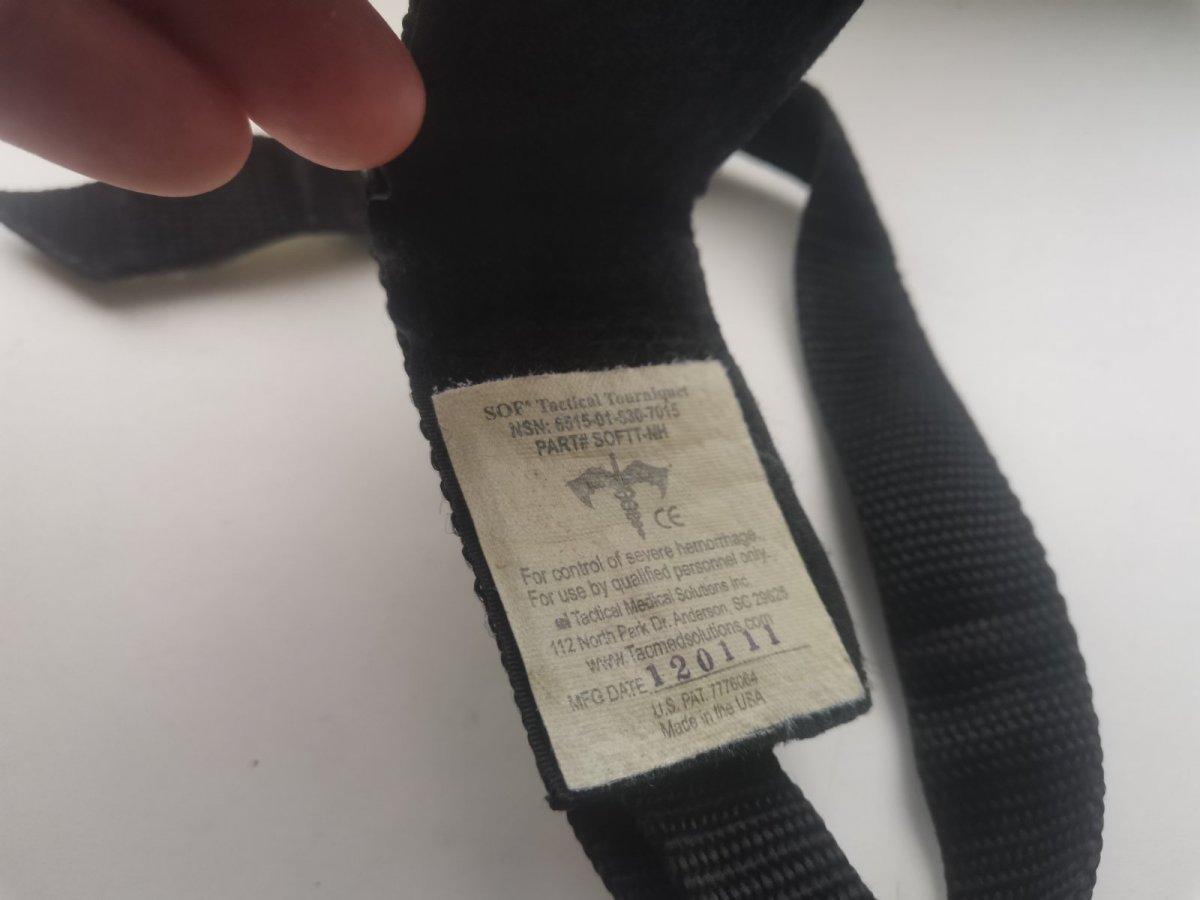 SOF® Tactical Tourniquet
NSN: 6515-01-530-7015
PART# SOFTT-NH
CE
For control of severe hemorrhage.
For use by qualified personnel only.
Tactical Medical Solutions Inc.
112 North Park Dr. Anderson, SC 29625
www.Tacmedsolutions.com
MFG DATE 120111
U.S. PAT. 7776064
Made in the USA